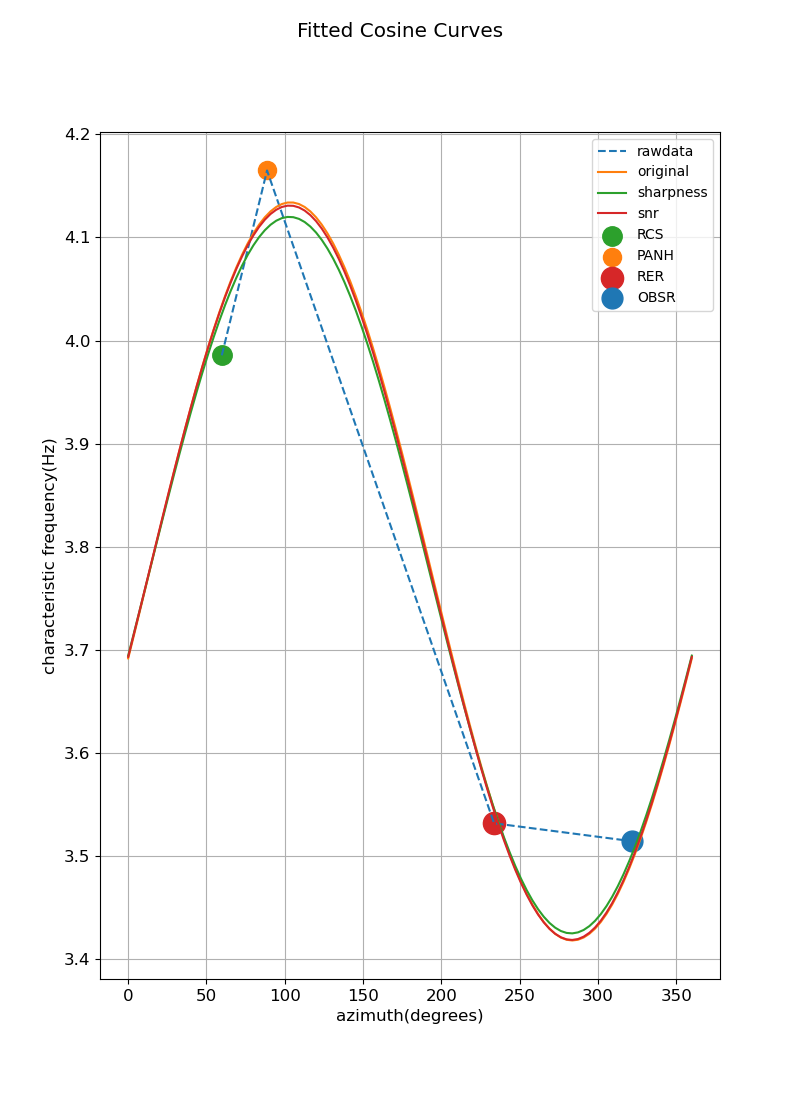 Fitted Cosine Curves
rawdata
original
sharpness
snr
RCS
PANH
RER
OBSR
characteristic frequency(Hz)
4.2
4.1
4.0
3.9
3.8
3.7
3.6
3.5
3.4
0 50 100 150 200 250 300 350
azimuth(degrees)